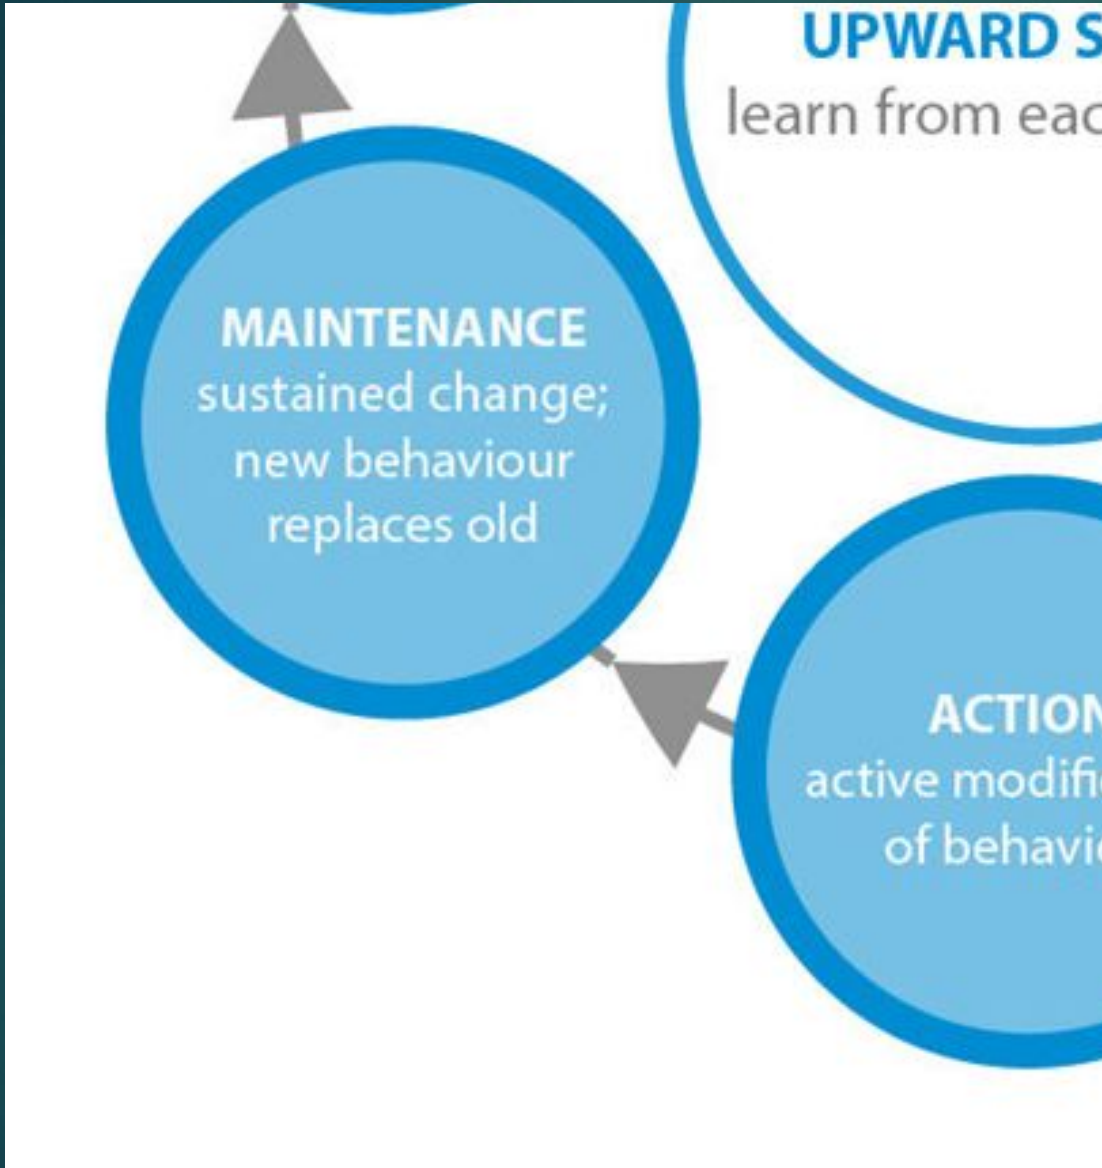 UPWARD S
learn from eac
MAINTENANCE
sustained change;
new behaviour
replaces old
ACTION
active modifi
of behavi